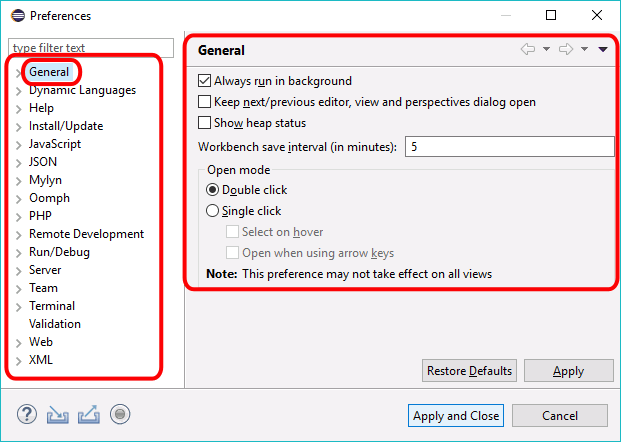 Preferences
type filter text
General
Dynamic Languages
Help
Install/Update
JavaScript
JSON
Mylyn
Oomph
PHP
Remote Development
Run/Debug
Server
Team
Terminal
Validation
Web
XML
General
Always run in background
Keep next/previous editor, view and perspectives dialog open
Show heap status
Workbench save interval (in minutes): 5
Open mode
Double click
Single click
Select on hover
Open when using arrow keys
Note: This preference may not take effect on all views
Restore Defaults Apply
? Apply and Close Cancel